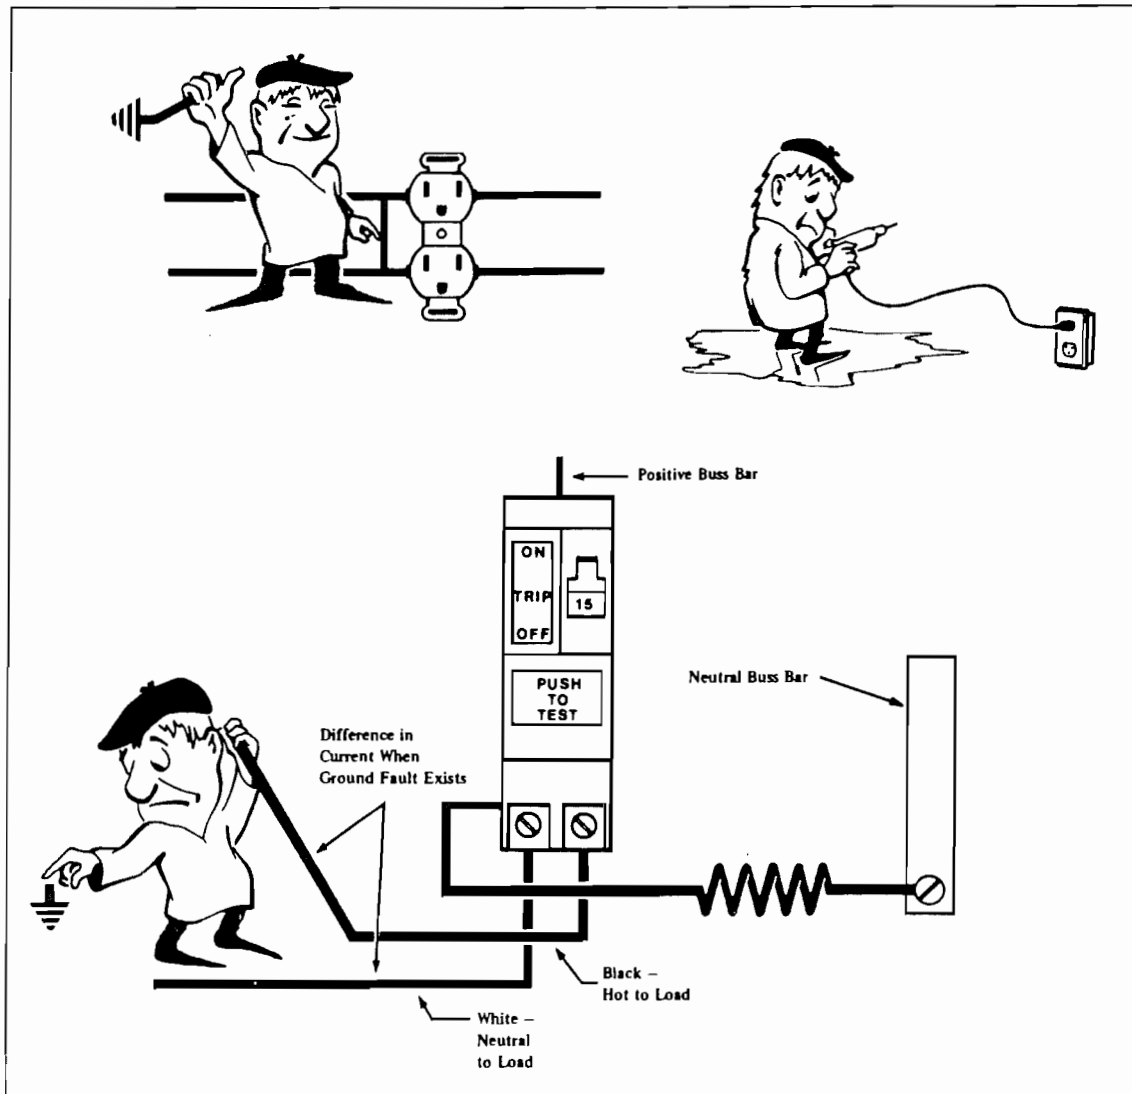 Positive Buss Bar
ON
TRIP
OFF
15
PUSH
TO
TEST
Neutral Buss Bar
Difference in
Current When
Ground Fault Exists
Black –
Hot to Load
White –
Neutral
to Load